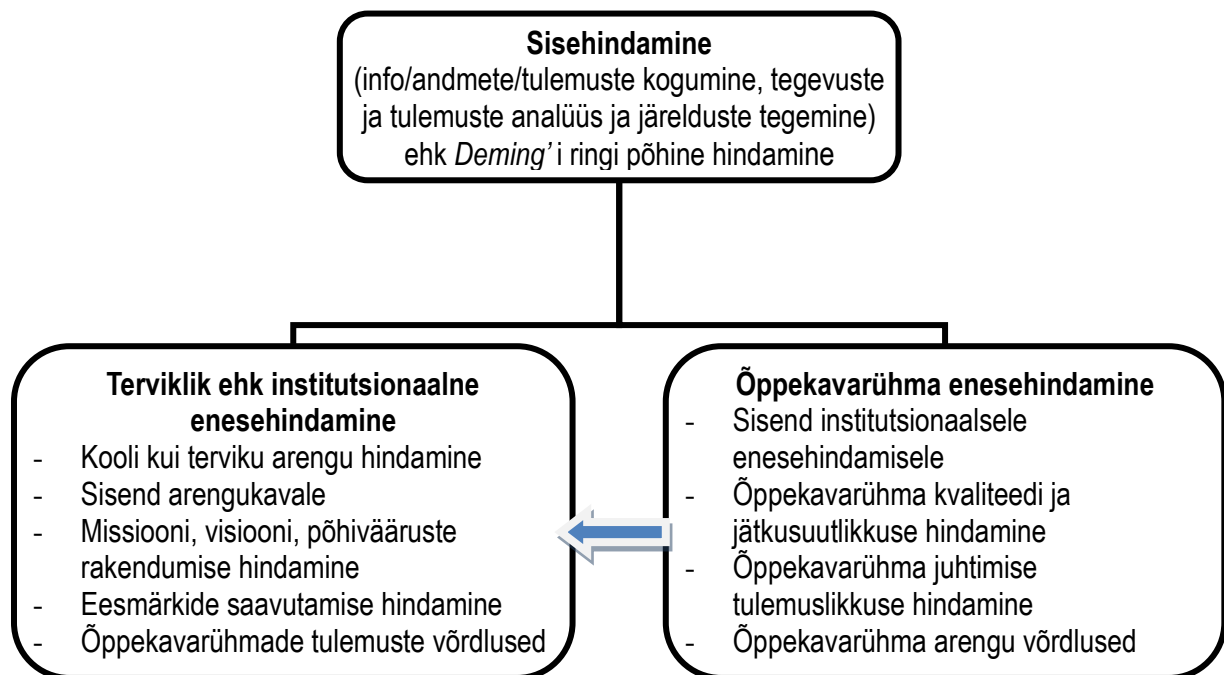 Sisehindamine
(info/andmete/tulemuste kogumine, tegevuste
ja tulemuste analüüs ja järelduste tegemine)
ehk Deming’ i ringi põhine hindamine
Terviklik ehk institutsionaalne
enesehindamine
- Kooli kui terviku arengu hindamine
- Sisend arengukavale
- Missiooni, visiooni, põhivääruste
rakendumise hindamine
- Eesmärkide saavutamise hindamine
- Õppekavarühmade tulemuste võrdlused
Õppekavarühma enesehindamine
- Sisend institutsionaalsele
enesehindamisele
- Õppekavarühma kvaliteedi ja
jätkusuutlikkuse hindamine
- Õppekavarühma juhtimise
tulemuslikkuse hindamine
- Õppekavarühma arengu võrdlused